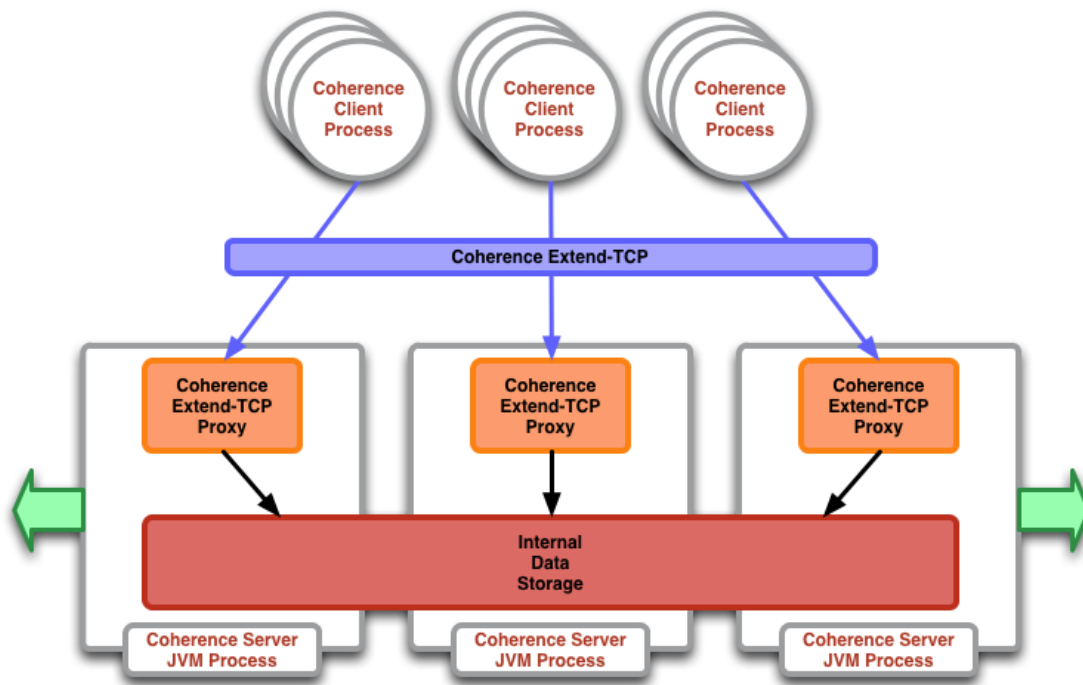 Coherence
Client
Process
Coherence
Client
Process
Coherence
Client
Process
Coherence Extend-TCP
Coherence
Extend-TCP
Proxy
Coherence
Extend-TCP
Proxy
Coherence
Extend-TCP
Proxy
Internal
Data
Storage
Coherence Server
JVM Process
Coherence Server
JVM Process
Coherence Server
JVM Process